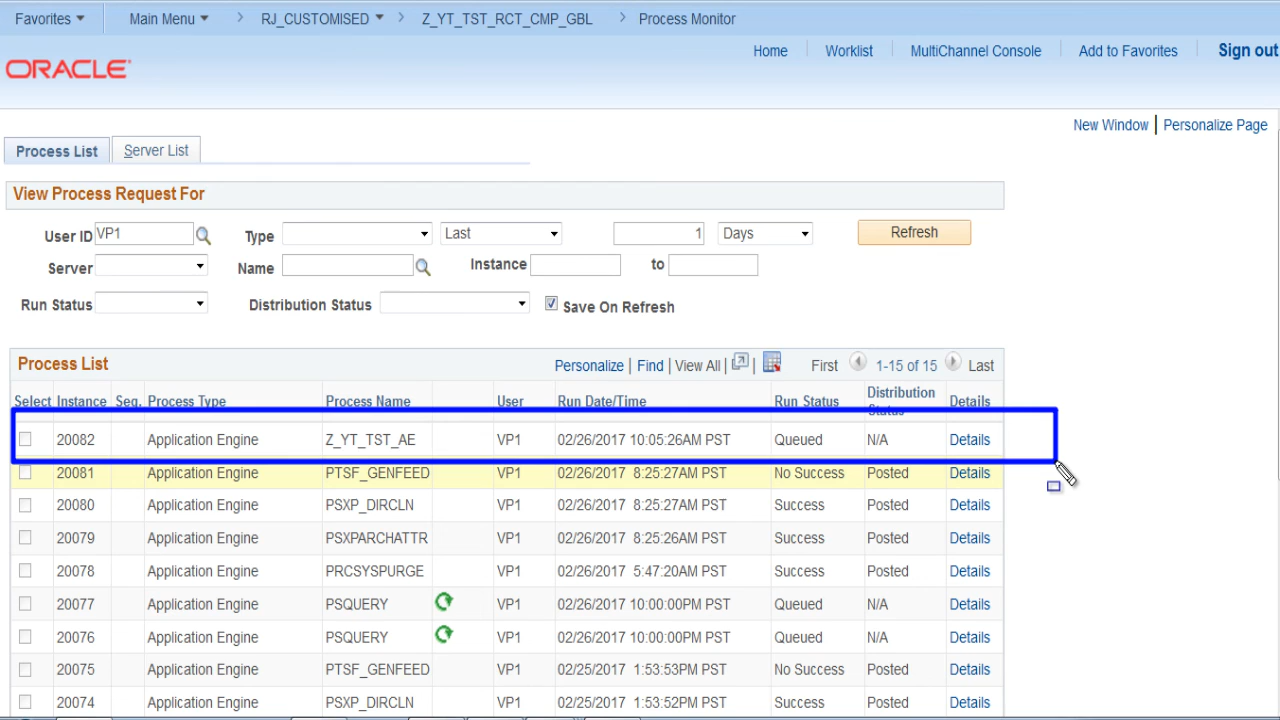 Favorites Main Menu > RJ_CUSTOMISED > Z_YT_TST_RCT_CMP_GBL > Process Monitor
Home Worklist MultiChannel Console Add to Favorites Sign out
ORACLE
New Window | Personalize Page
Process List Server List
View Process Request For
User ID VP1 Type Last 1 Days Refresh
Server Name Instance to
Run Status Distribution Status Save On Refresh
Process List Personalize | Find | View All | | First 1-15 of 15 Last
Select Instance Seq. Process Type Process Name User Run Date/Time Run Status Distribution Status Details
20082 Application Engine Z_YT_TST_AE VP1 02/26/2017 10:05:26AM PST Queued N/A Details
20081 Application Engine PTSF_GENFEED VP1 02/26/2017 8:25:27AM PST No Success Posted Details
20080 Application Engine PSXP_DIRCLN VP1 02/26/2017 8:25:27AM PST Success Posted Details
20079 Application Engine PSXPARCHATTR VP1 02/26/2017 8:25:26AM PST Success Posted Details
20078 Application Engine PRCSYSPURGE VP1 02/26/2017 5:47:20AM PST Success Posted Details
20077 Application Engine PSQUERY VP1 02/26/2017 10:00:00PM PST Queued N/A Details
20076 Application Engine PSQUERY VP1 02/26/2017 10:00:00PM PST Queued N/A Details
20075 Application Engine PTSF_GENFEED VP1 02/25/2017 1:53:53PM PST No Success Posted Details
20074 Application Engine PSXP_DIRCLN VP1 02/25/2017 1:53:52PM PST Success Posted Details